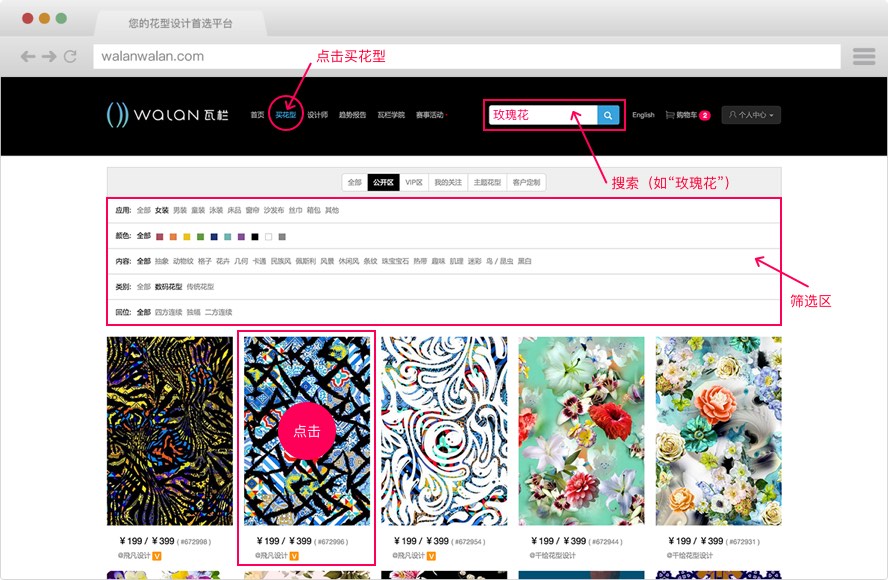 您的花型设计首选平台
walanwalan.com
点击买花型
WALAN 瓦栏
首页 买花型 设计师 趋势报告 瓦栏学院 赛事活动
玫瑰花
English 购物车 2 个人中心
搜索（如“玫瑰花”）
全部 公开区 VIP区 我的关注 主题花型 客户定制
应用: 全部 女装 男装 童装 泳装 床品 窗帘 沙发布 丝巾 箱包 其他
颜色: 全部
内容: 全部 抽象 动物纹 格子 花卉 几何 卡通 民族风 佩斯利 风景 休闲风 条纹 珠宝宝石 热带 趣味 肌理 迷彩 鸟 / 昆虫 黑白
筛选区
类别: 全部 数码花型 传统花型
回位: 全部 四方连续 独幅 二方连续
点击
¥ 199 / ¥ 399 ( #672998 )
@飛凡设计 V
¥ 199 / ¥ 399 ( #672996 )
@飛凡设计 V
¥ 199 / ¥ 399 ( #672954 )
@飛凡设计 V
¥ 199 / ¥ 399 ( #672944 )
@千绘花型设计
¥ 199 / ¥ 399 ( #672931 )
@千绘花型设计